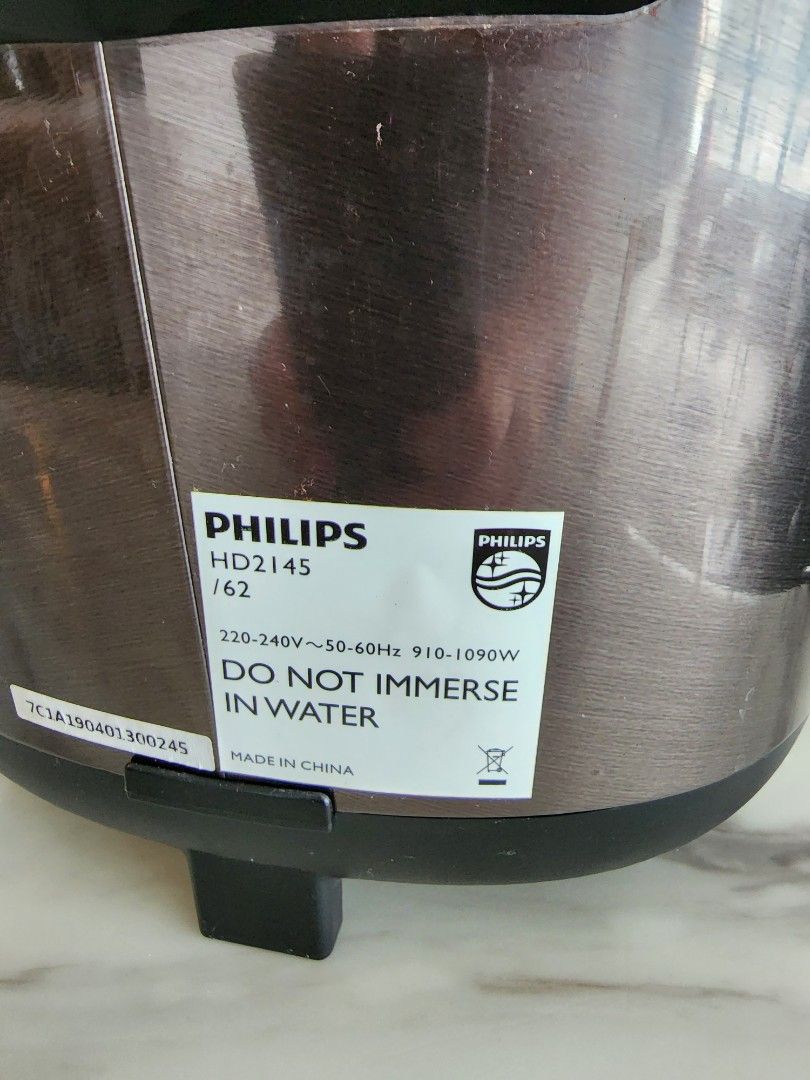 PHILIPS
HD2145
/62
PHILIPS
220-240V~50-60Hz 910-1090W
DO NOT IMMERSE
IN WATER
MADE IN CHINA
7C1A190401300245